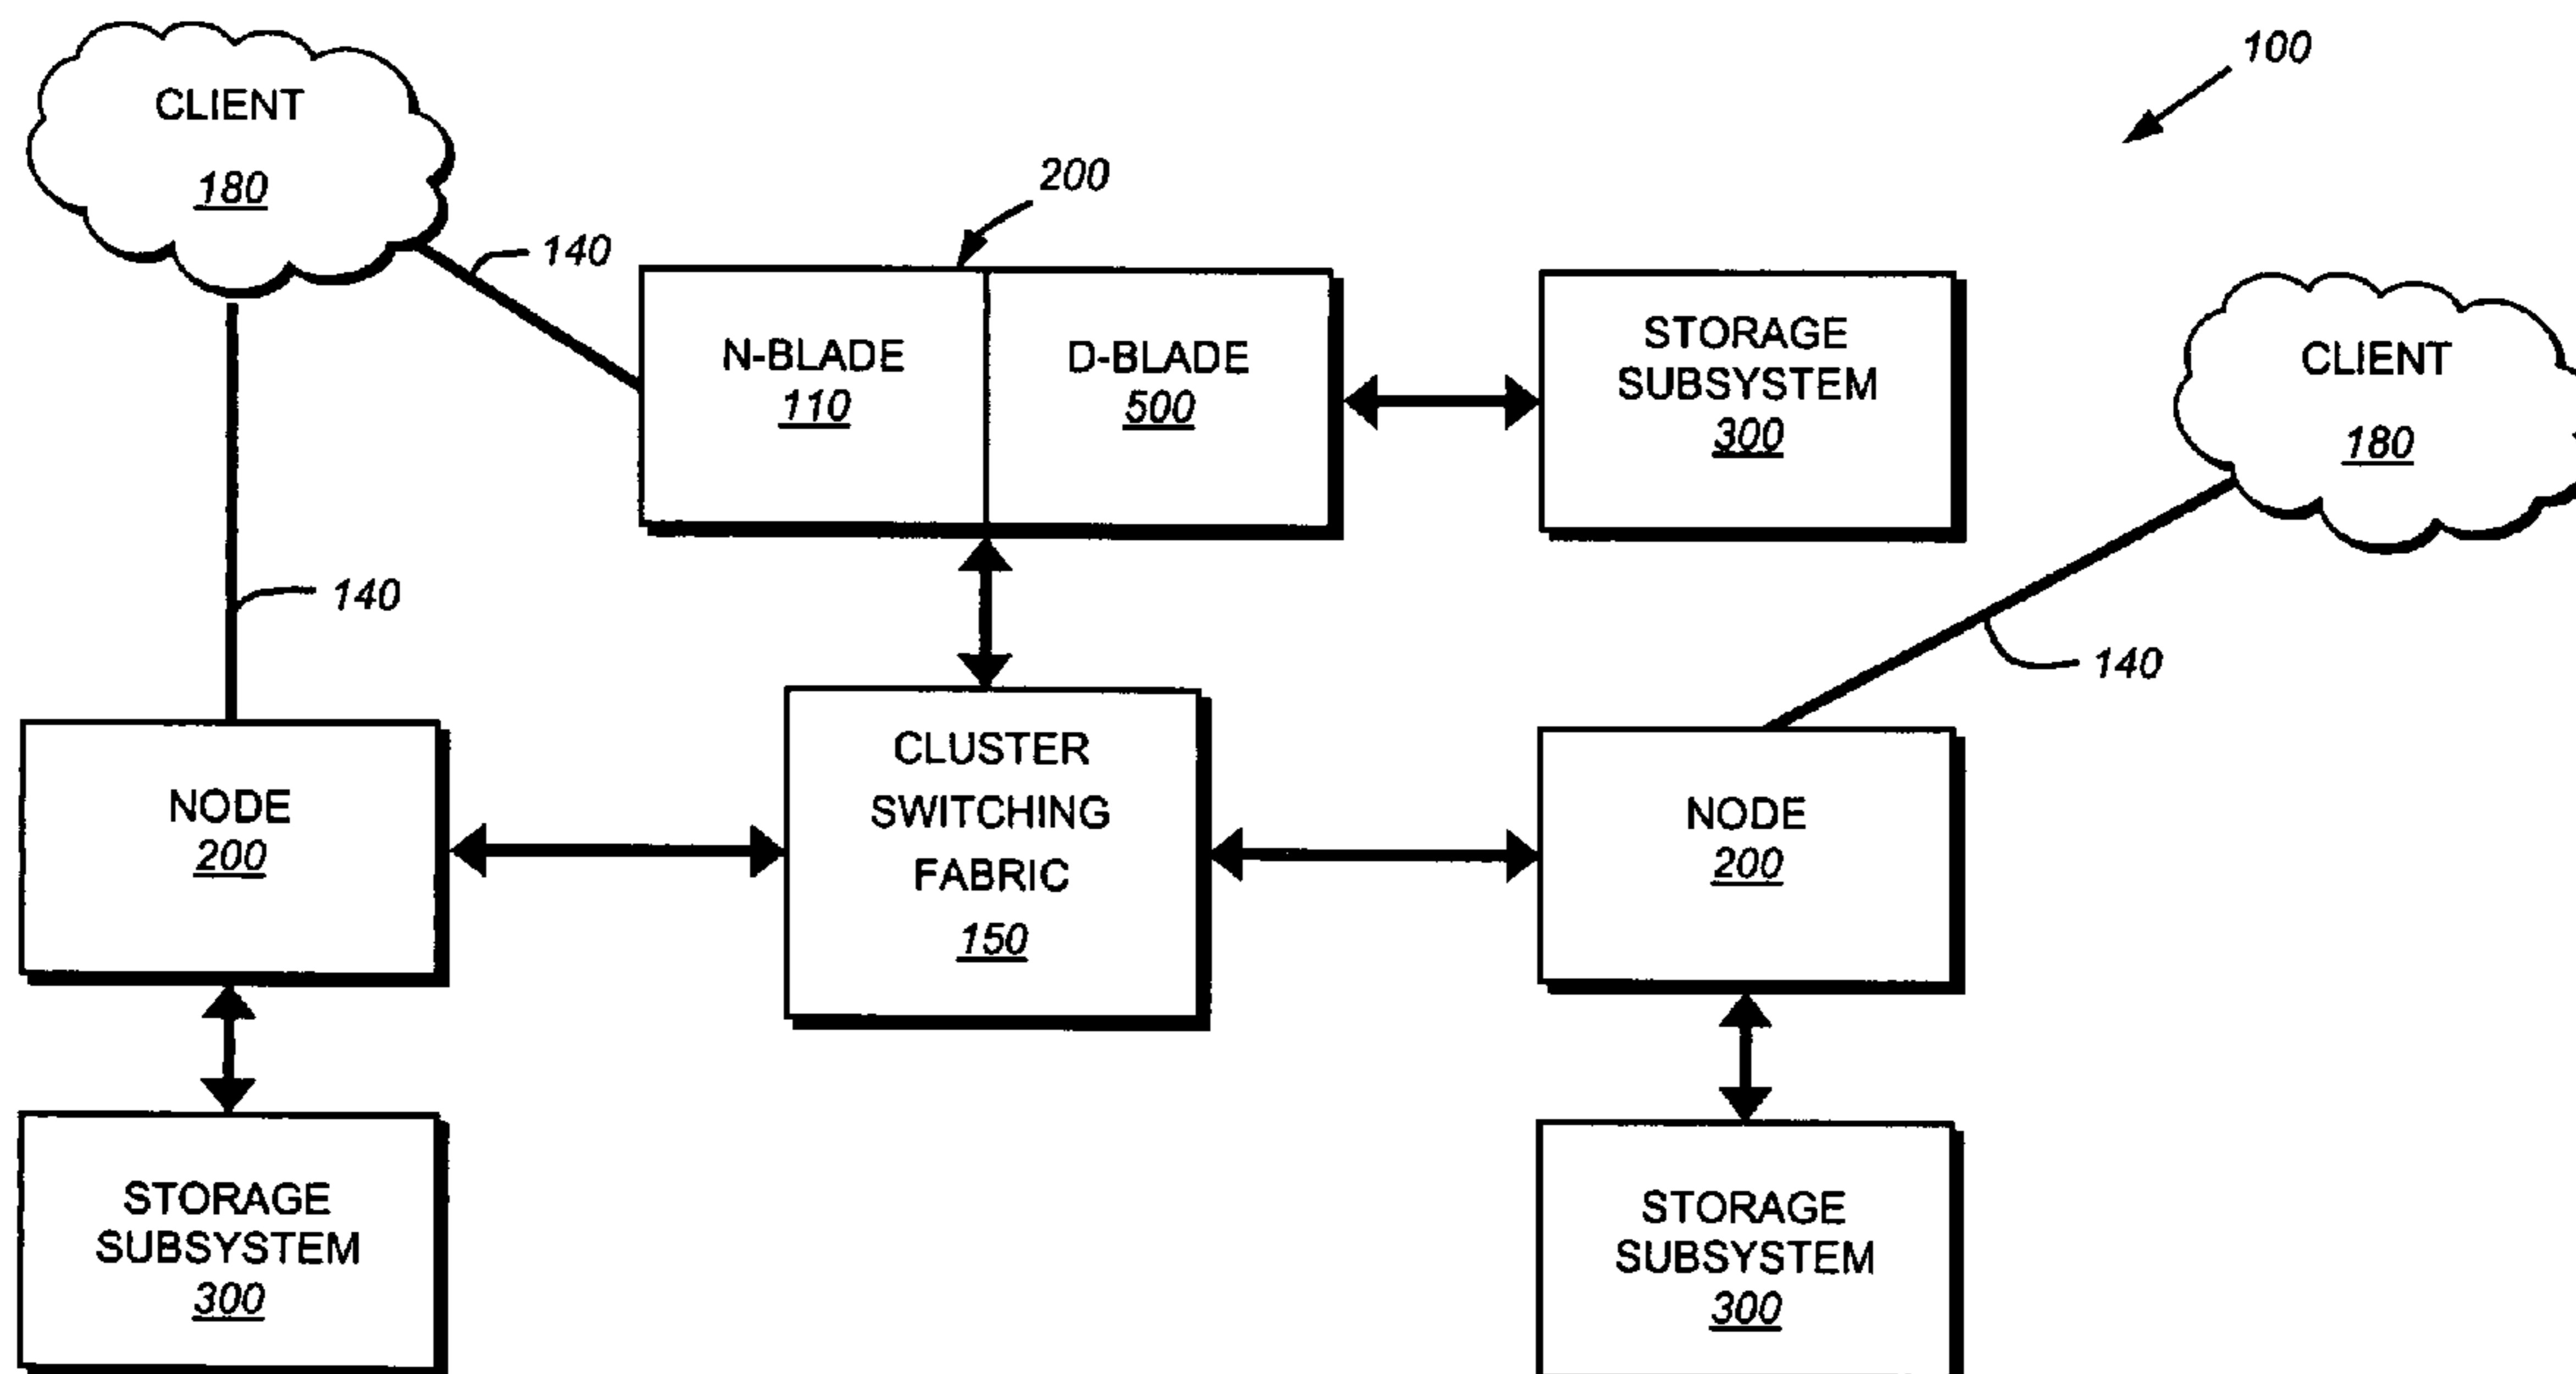 100
CLIENT
180
200
140
N-BLADE
110
D-BLADE
500
STORAGE
SUBSYSTEM
300
CLIENT
180
140
140
NODE
200
CLUSTER
SWITCHING
FABRIC
150
NODE
200
STORAGE
SUBSYSTEM
300
STORAGE
SUBSYSTEM
300